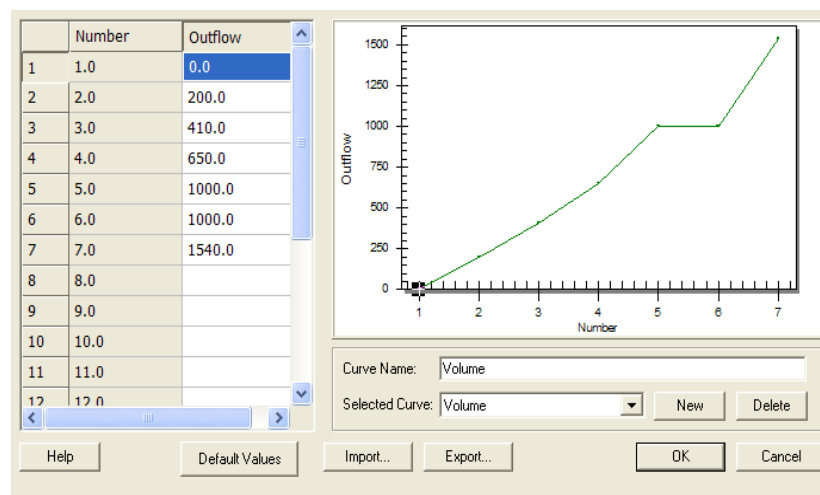 Number Outflow
1 1.0 0.0
2 2.0 200.0
3 3.0 410.0
4 4.0 650.0
5 5.0 1000.0
6 6.0 1000.0
7 7.0 1540.0
8 8.0
9 9.0
10 10.0
11 11.0
12 12.0
1500
1250
1000
750
500
250
0
Outflow
1 2 3 4 5 6 7
Number
Curve Name: Volume
Selected Curve: Volume New Delete
Help Default Values Import... Export... OK Cancel